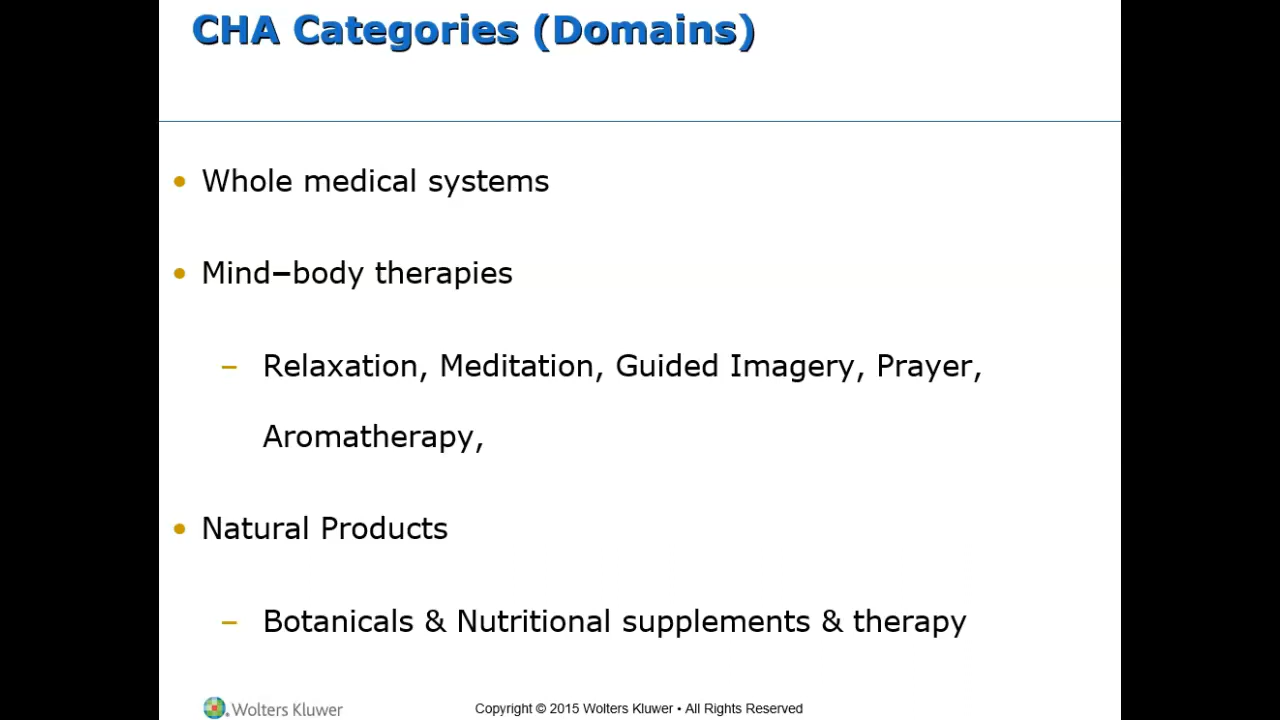 CHA Categories (Domains)
• Whole medical systems
• Mind–body therapies
– Relaxation, Meditation, Guided Imagery, Prayer,
Aromatherapy,
• Natural Products
– Botanicals & Nutritional supplements & therapy
Wolters Kluwer
Copyright © 2015 Wolters Kluwer • All Rights Reserved